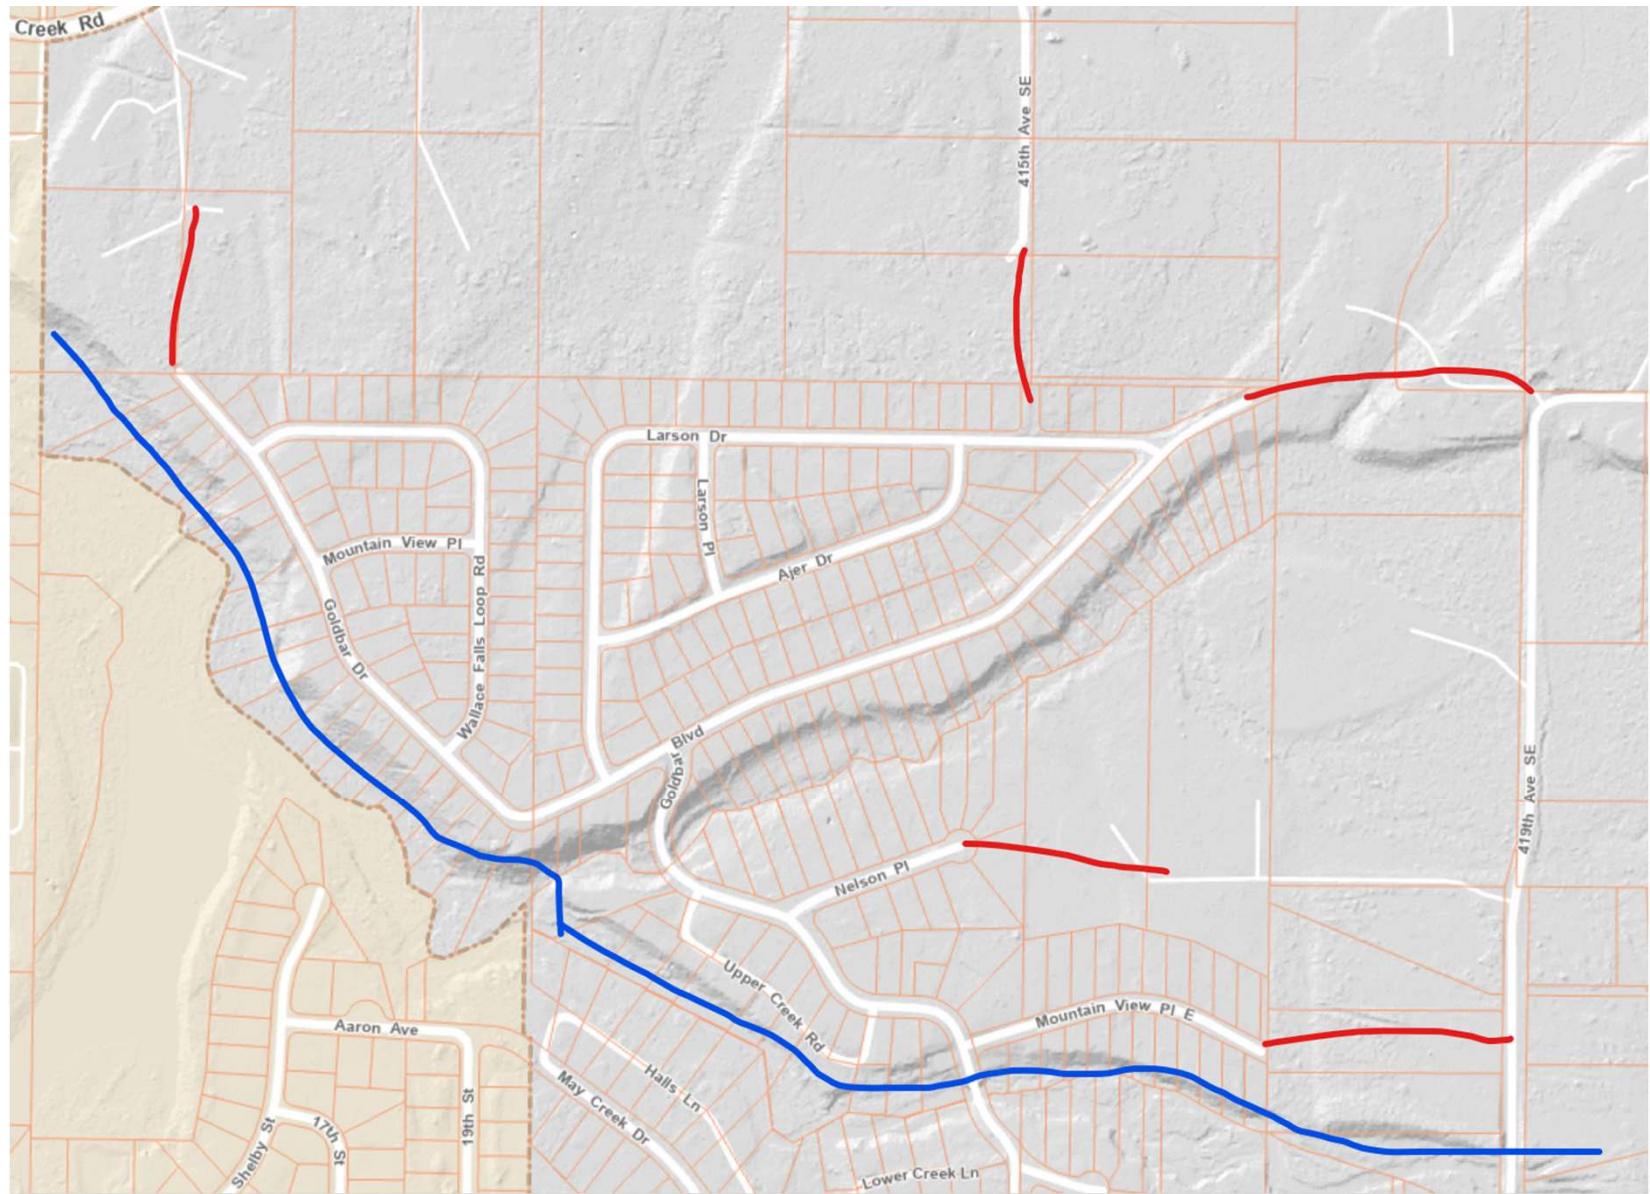 Creek Rd
415th Ave SE
Larson Dr
Larson Pl
Mountain View Pl
Ajer Dr
Wallace Falls Loop Rd
Goldbar Dr
Blvd
Goldbar
419th Ave SE
Nelson Pl
Upper Creek Rd
Mountain View Pl E
Aaron Ave
Halls Ln
May Creek Dr
19th St
17th St
Shelby St
Lower Creek Ln